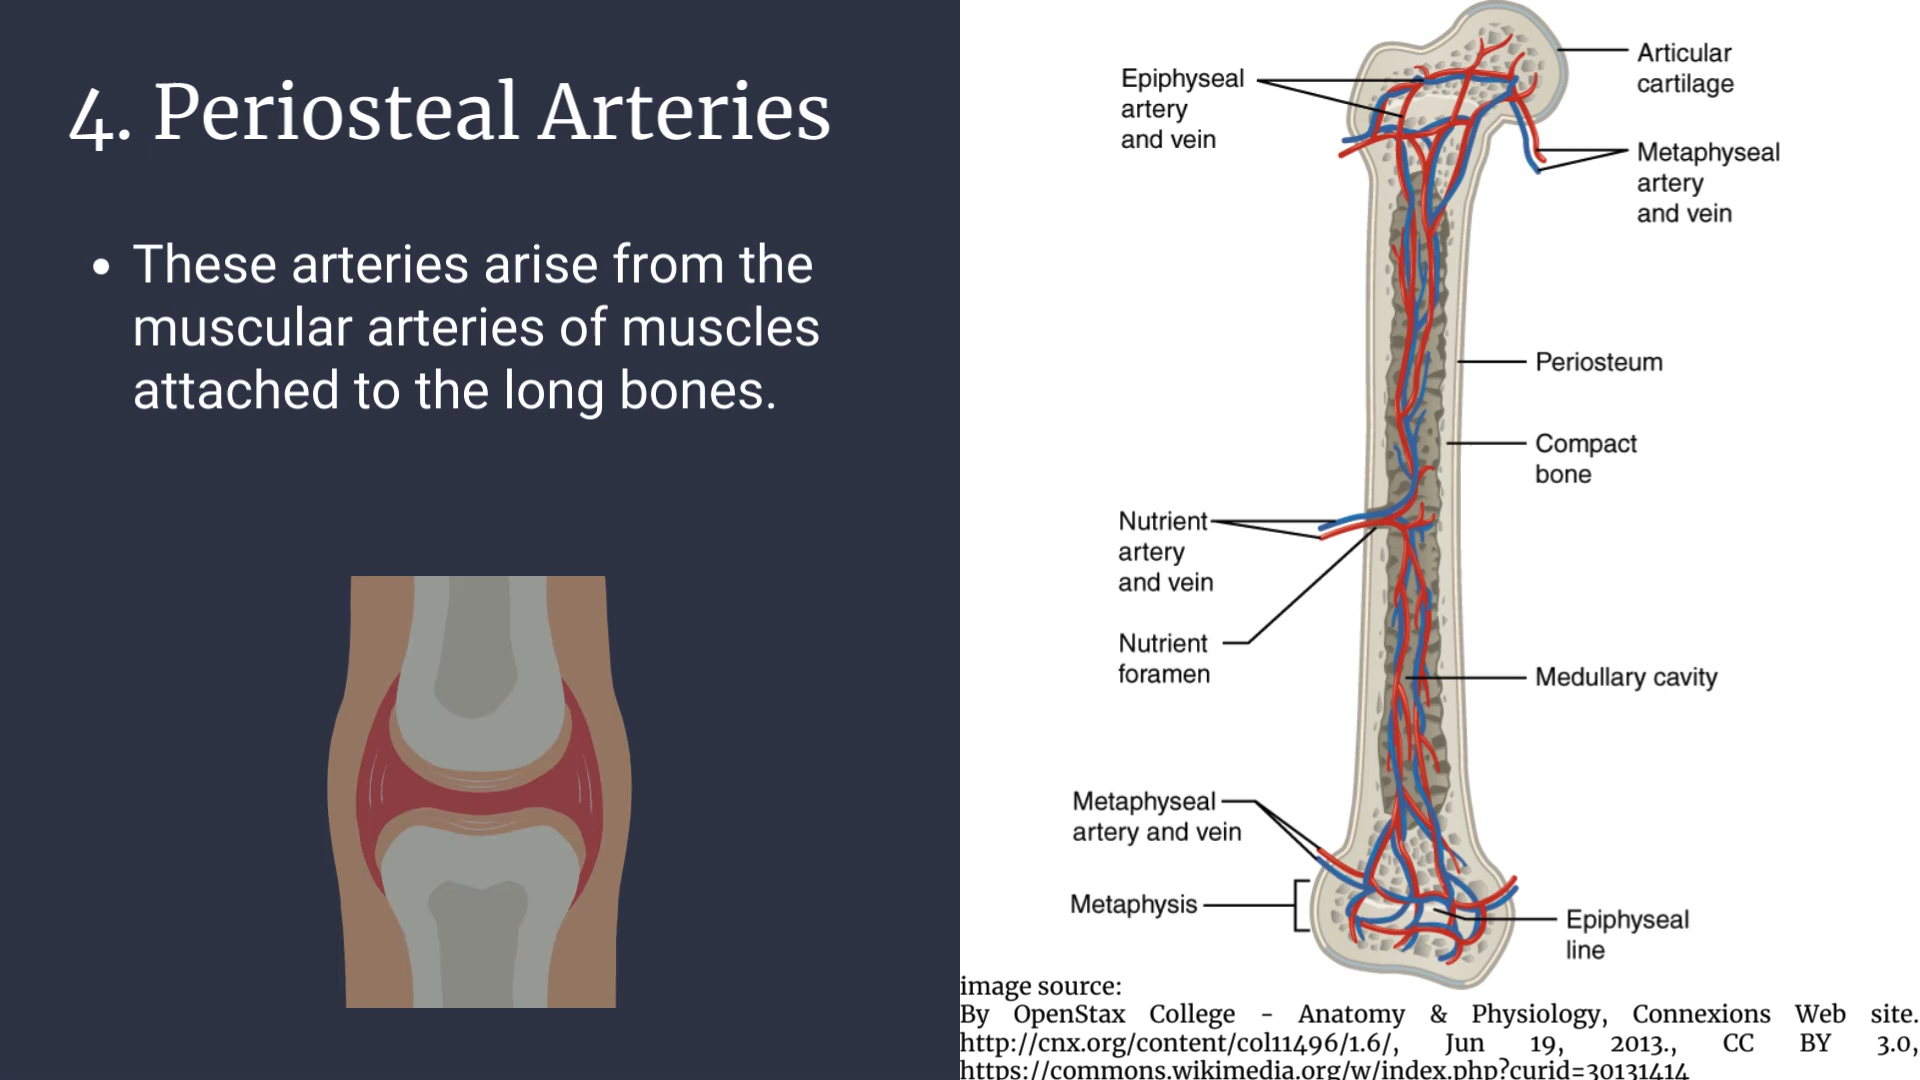 4. Periosteal Arteries
• These arteries arise from the
muscular arteries of muscles
attached to the long bones.
Epiphyseal
artery
and vein
Articular
cartilage
Metaphyseal
artery
and vein
Periosteum
Compact
bone
Nutrient
artery
and vein
Nutrient
foramen
Medullary cavity
Metaphyseal
artery and vein
Metaphysis
Epiphyseal
line
image source:
By OpenStax College - Anatomy & Physiology, Connexions Web site.
http://cnx.org/content/col11496/1.6/, Jun 19, 2013., CC BY 3.0,
https://commons.wikimedia.org/w/index.php?curid=30131414